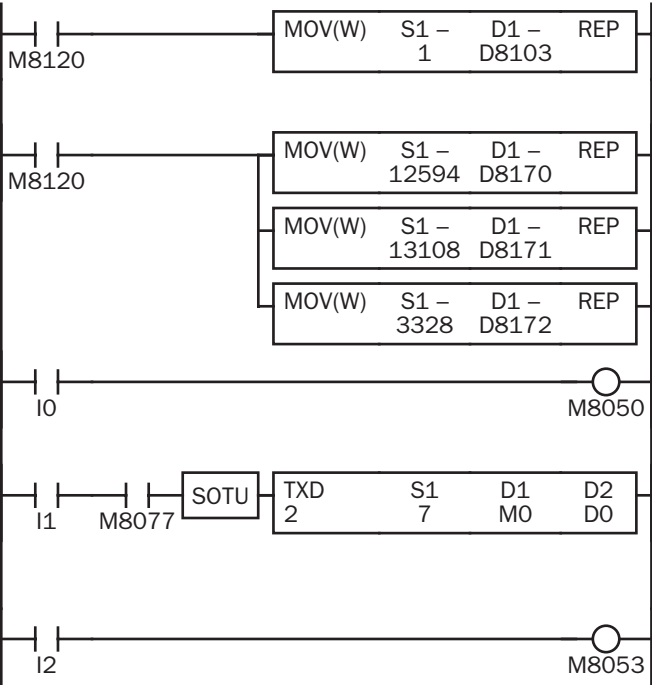 MOV(W) S1 – D1 – REP
M8120 1 D8103
MOV(W) S1 – D1 – REP
M8120 12594 D8170
MOV(W) S1 – D1 – REP
13108 D8171
MOV(W) S1 – D1 – REP
3328 D8172
I0 M8050
SOTU TXD S1 D1 D2
I1 M8077 2 7 M0 D0
I2 M8053